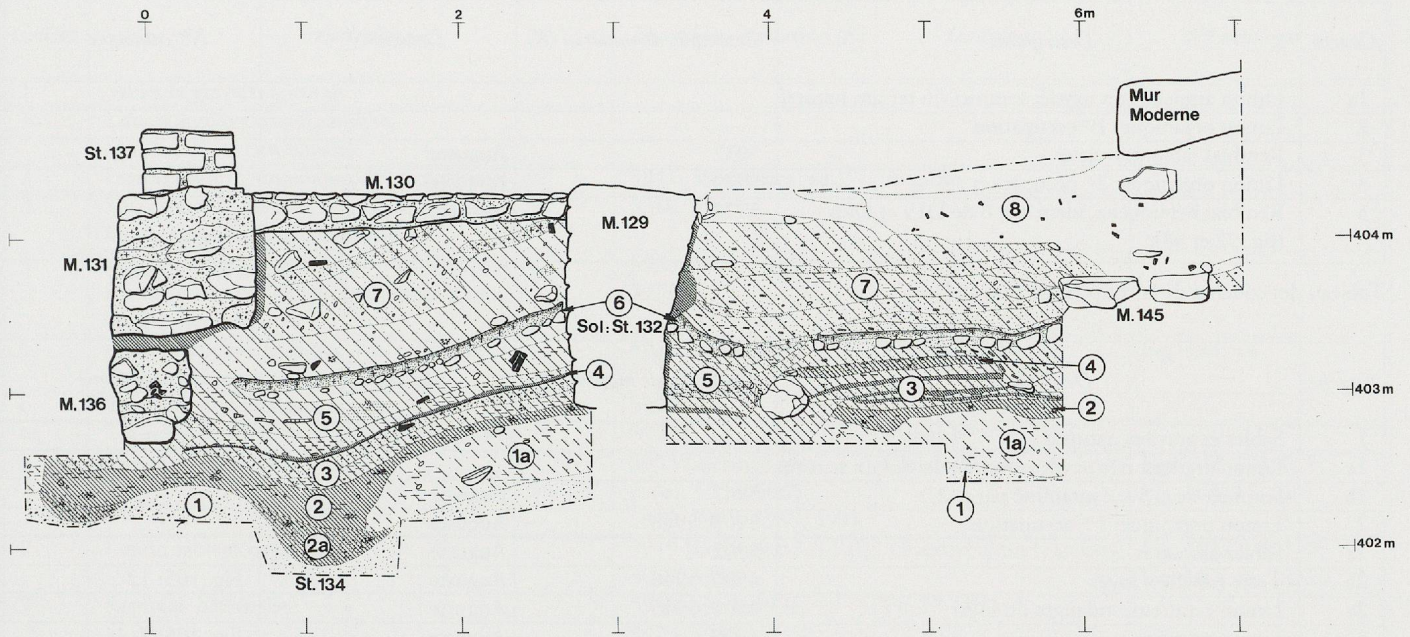 0 2 4 6m
Mur
Moderne
St. 137
M. 130
M. 129
8
404 m
M. 131
7
7
6
M. 145
Sol: St. 132
4
4
5
3
403 m
M. 136
5
2
1a
1a
3
1
2
1
2a
402 m
St. 134